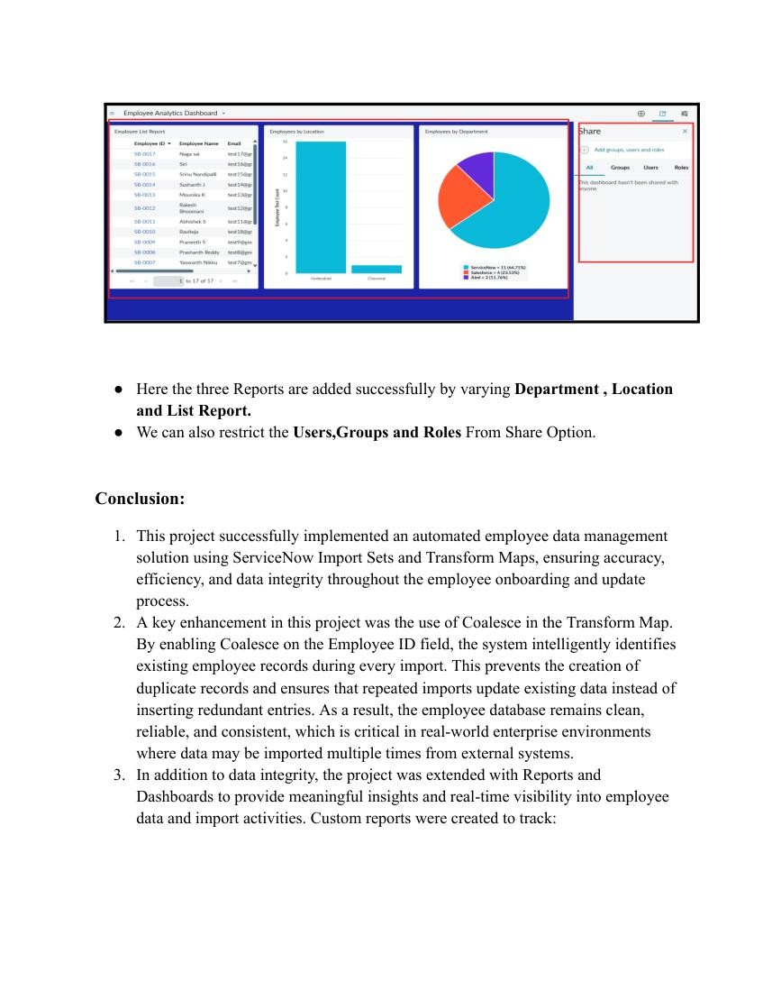 Employee Analytics Dashboard
Employee List Report
Employee ID Employee Name Email
SB-0017 Naga sai test17@gr
SB-0016 Siri test16@gr
SB-0015 Srinu Nandipalli test15@gr
SB-0014 Sushanth J test14@gr
SB-0013 Mounika K test13@gr
SB-0012 Rakesh Bhoomani test12@gr
SB-0011 Abhishek S test11@gr
SB-0010 Raviteja test18@gr
SB-0009 Praneeth S test9@gm
SB-0008 Prashanth Reddy test8@gm
SB-0007 Yaswanth Nikku test7@gm
1 to 17 of 17
Employees by Location
Employee Test Count
16
14
12
10
8
6
4
2
0
Hyderabad
Chennai
Employees by Department
ServiceNow = 11 (64.71%)
Salesforce = 4 (23.53%)
Aiml = 2 (11.76%)
Share
Add groups, users and roles
All Groups Users Roles
This dashboard hasn't been shared with
anyone
● Here the three Reports are added successfully by varying Department , Location
and List Report.
● We can also restrict the Users,Groups and Roles From Share Option.
Conclusion:
1. This project successfully implemented an automated employee data management
solution using ServiceNow Import Sets and Transform Maps, ensuring accuracy,
efficiency, and data integrity throughout the employee onboarding and update
process.
2. A key enhancement in this project was the use of Coalesce in the Transform Map.
By enabling Coalesce on the Employee ID field, the system intelligently identifies
existing employee records during every import. This prevents the creation of
duplicate records and ensures that repeated imports update existing data instead of
inserting redundant entries. As a result, the employee database remains clean,
reliable, and consistent, which is critical in real-world enterprise environments
where data may be imported multiple times from external systems.
3. In addition to data integrity, the project was extended with Reports and
Dashboards to provide meaningful insights and real-time visibility into employee
data and import activities. Custom reports were created to track: